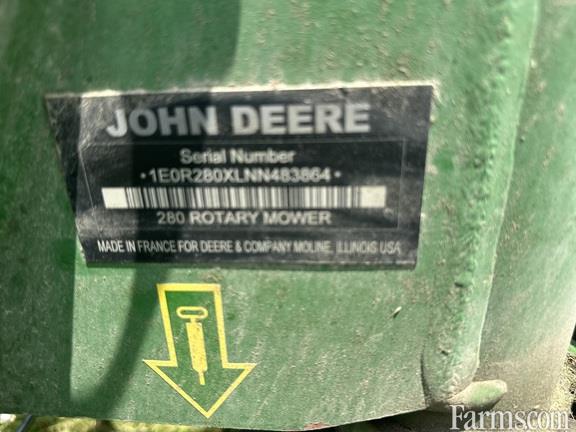 JOHN DEERE
Serial Number
•1E0R280XLNN483864•
280 ROTARY MOWER
MADE IN FRANCE FOR DEERE & COMPANY MOLINE, ILLINOIS USA
Farms.com